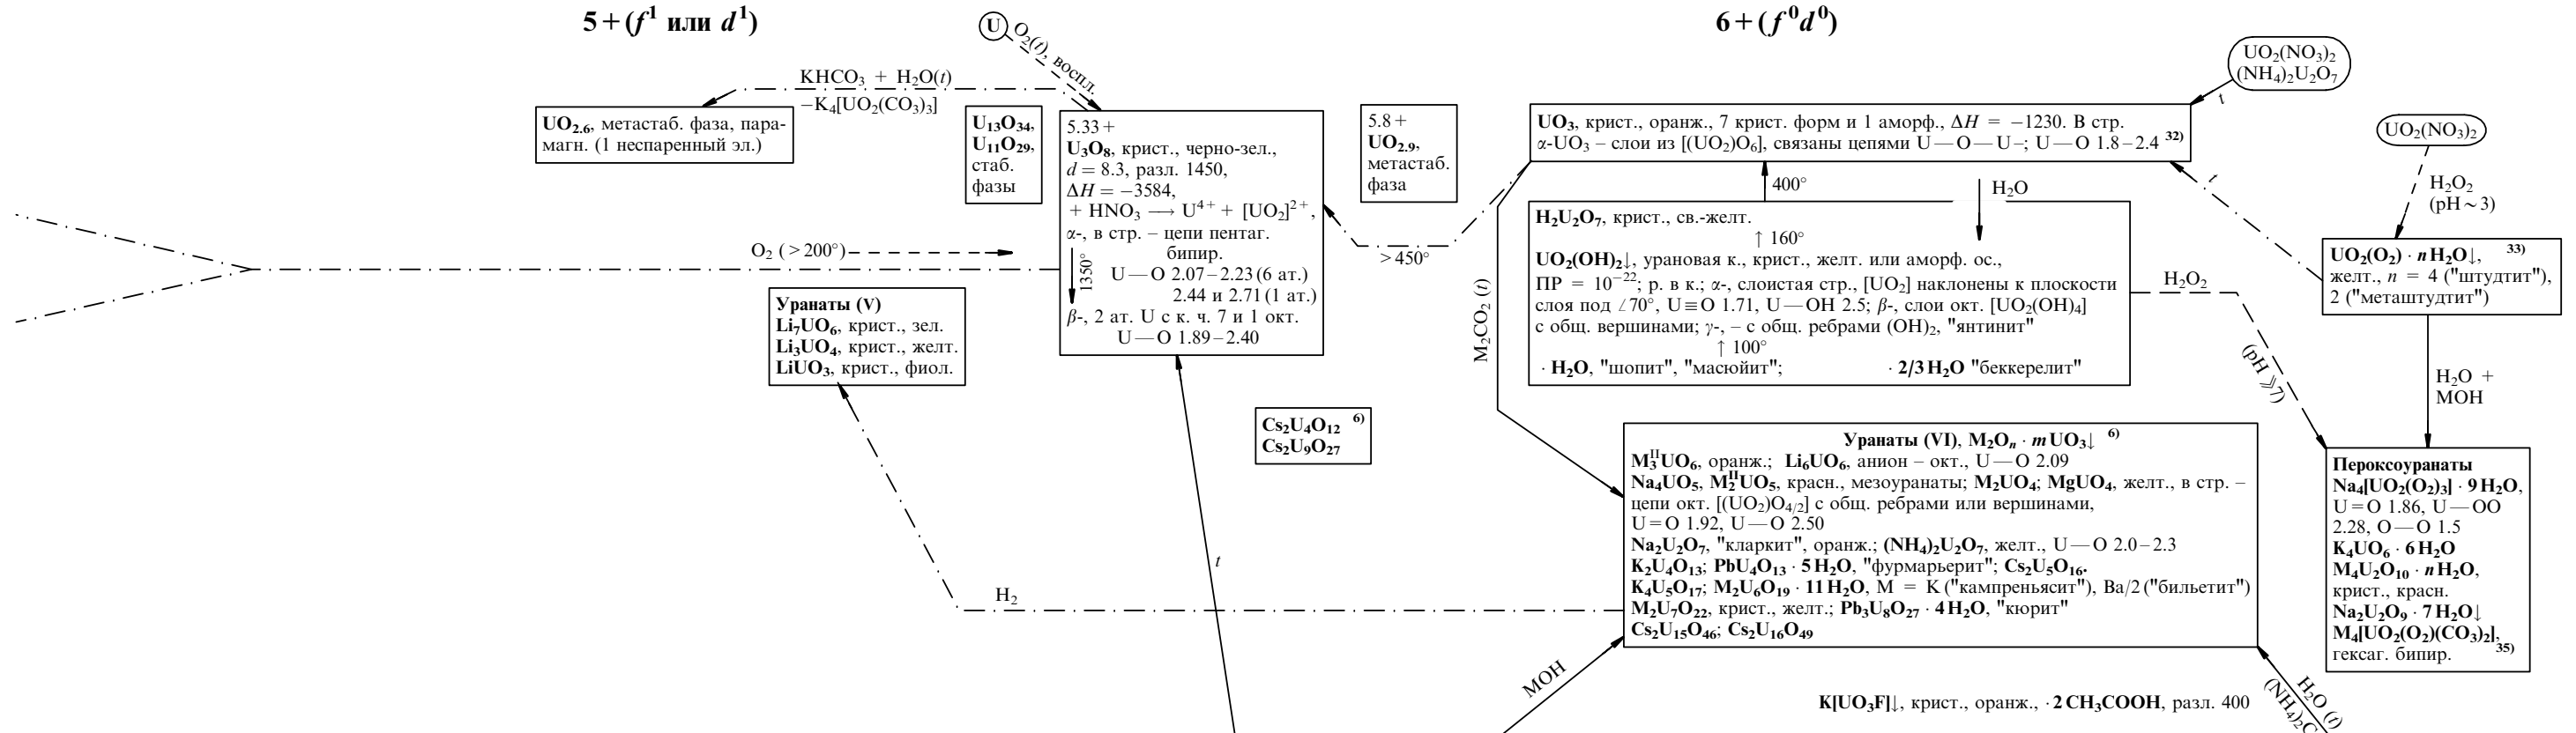 5+(f¹ или d¹)
6+(f⁰d⁰)
U
O₂(t), воспл.
KHCO₃ + H₂O(t)
−K₄[UO₂(CO₃)₃]
UO₂.₆, метастаб. фаза, пара-
магн. (1 неспаренный эл.)
U₁₃O₃₄,
U₁₁O₂₉,
стаб.
фазы
5.33+
U₃O₈, крист., черно-зел.,
d = 8.3, разл. 1450,
ΔH = −3584,
+ HNO₃ ⟶ U⁴⁺ + [UO₂]²⁺,
α-, в стр. – цепи пентаг.
бипир.
U—O 2.07–2.23 (6 ат.)
2.44 и 2.71 (1 ат.)
1350°
β-, 2 ат. U с к. ч. 7 и 1 окт.
U—O 1.89–2.40
5.8+
UO₂.₉,
метастаб.
фаза
>450°
O₂ (>200°)
Уранаты (V)
Li₇UO₆, крист., зел.
Li₃UO₄, крист., желт.
LiUO₃, крист., фиол.
Cs₂U₄O₁₂ ⁶⁾
Cs₂U₉O₂₇
H₂
t
UO₂(NO₃)₂
(NH₄)₂U₂O₇
t
UO₃, крист., оранж., 7 крист. форм и 1 аморф., ΔH = −1230. В стр.
α-UO₃ – слои из [(UO₂)O₆], связаны цепями U—O—U–; U—O 1.8–2.4 ³²⁾
400°
H₂O
t
H₂U₂O₇, крист., св.-желт.
↑ 160°
UO₂(OH)₂↓, урановая к., крист., желт. или аморф. ос.,
ПР = 10⁻²²; р. в к.; α-, слоистая стр., [UO₂] наклонены к плоскости
слоя под ∠70°, U≡O 1.71, U—OH 2.5; β-, слои окт. [UO₂(OH)₄]
с общ. вершинами; γ-, – с общ. ребрами (OH)₂, "янтинит"
↑ 100°
· H₂O, "шопит", "масюйит"; · 2/3 H₂O "беккерелит"
M₂CO₂ (t)
UO₂(NO₃)₂
H₂O₂
(pH∼3)
UO₂(O₂) · nH₂O↓, ³³⁾
желт., n = 4 ("штудтит"),
2 ("меташтудтит")
H₂O₂
(pH ⩾7)
H₂O +
MOH
Уранаты (VI), M₂Oₙ · mUO₃↓ ⁶⁾
M₃ᴵᴵUO₆, оранж.; Li₆UO₆, анион – окт., U—O 2.09
Na₄UO₅, M₂ᴵᴵUO₅, красн., мезоуранаты; M₂UO₄; MgUO₄, желт., в стр. –
цепи окт. [(UO₂)O₄/₂] с общ. ребрами или вершинами,
U=O 1.92, U—O 2.50
Na₂U₂O₇, "кларкит", оранж.; (NH₄)₂U₂O₇, желт., U—O 2.0–2.3
K₂U₄O₁₃; PbU₄O₁₃ · 5H₂O, "фурмарьерит"; Cs₂U₅O₁₆.
K₄U₅O₁₇; M₂U₆O₁₉ · 11H₂O, M = K ("кампреньясит"), Ba/2 ("бильетит")
M₂U₇O₂₂, крист., желт.; Pb₃U₈O₂₇ · 4H₂O, "кюрит"
Cs₂U₁₅O₄₆; Cs₂U₁₆O₄₉
Пероксоуранаты
Na₄[UO₂(O₂)₃] · 9H₂O,
U=O 1.86, U—OO
2.28, O—O 1.5
K₄UO₆ · 6H₂O
M₄U₂O₁₀ · nH₂O,
крист., красн.
Na₂U₂O₉ · 7H₂O↓
M₄[UO₂(O₂)(CO₃)₂],
гексаг. бипир. ³⁵⁾
MOH
K[UO₃F]↓, крист., оранж., · 2CH₃COOH, разл. 400
H₂O (t)
(NH₄)₂C